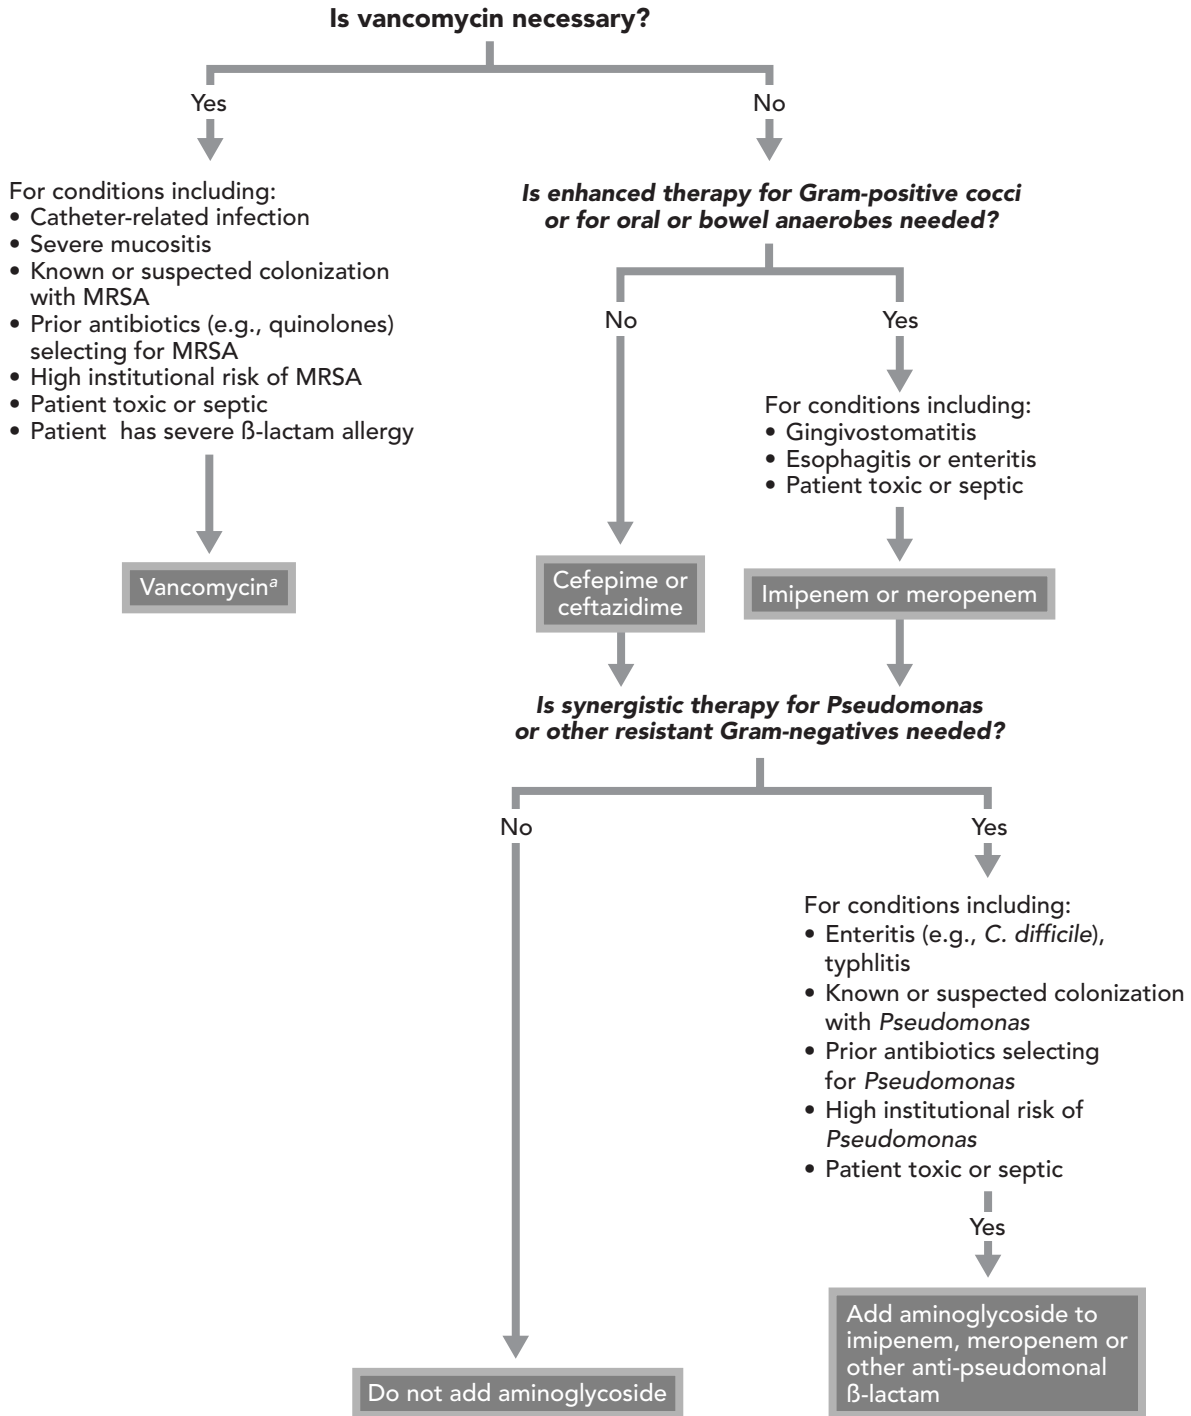 Is vancomycin necessary?
Yes
No
For conditions including:
• Catheter-related infection
• Severe mucositis
• Known or suspected colonization
with MRSA
• Prior antibiotics (e.g., quinolones)
selecting for MRSA
• High institutional risk of MRSA
• Patient toxic or septic
• Patient has severe ß-lactam allergy
Vancomycinª
Is enhanced therapy for Gram-positive cocci
or for oral or bowel anaerobes needed?
No
Yes
For conditions including:
• Gingivostomatitis
• Esophagitis or enteritis
• Patient toxic or septic
Cefepime or
ceftazidime
Imipenem or meropenem
Is synergistic therapy for Pseudomonas
or other resistant Gram-negatives needed?
No
Yes
For conditions including:
• Enteritis (e.g., C. difficile),
typhlitis
• Known or suspected colonization
with Pseudomonas
• Prior antibiotics selecting
for Pseudomonas
• High institutional risk of
Pseudomonas
• Patient toxic or septic
Yes
Do not add aminoglycoside
Add aminoglycoside to
imipenem, meropenem or
other anti-pseudomonal
ß-lactam